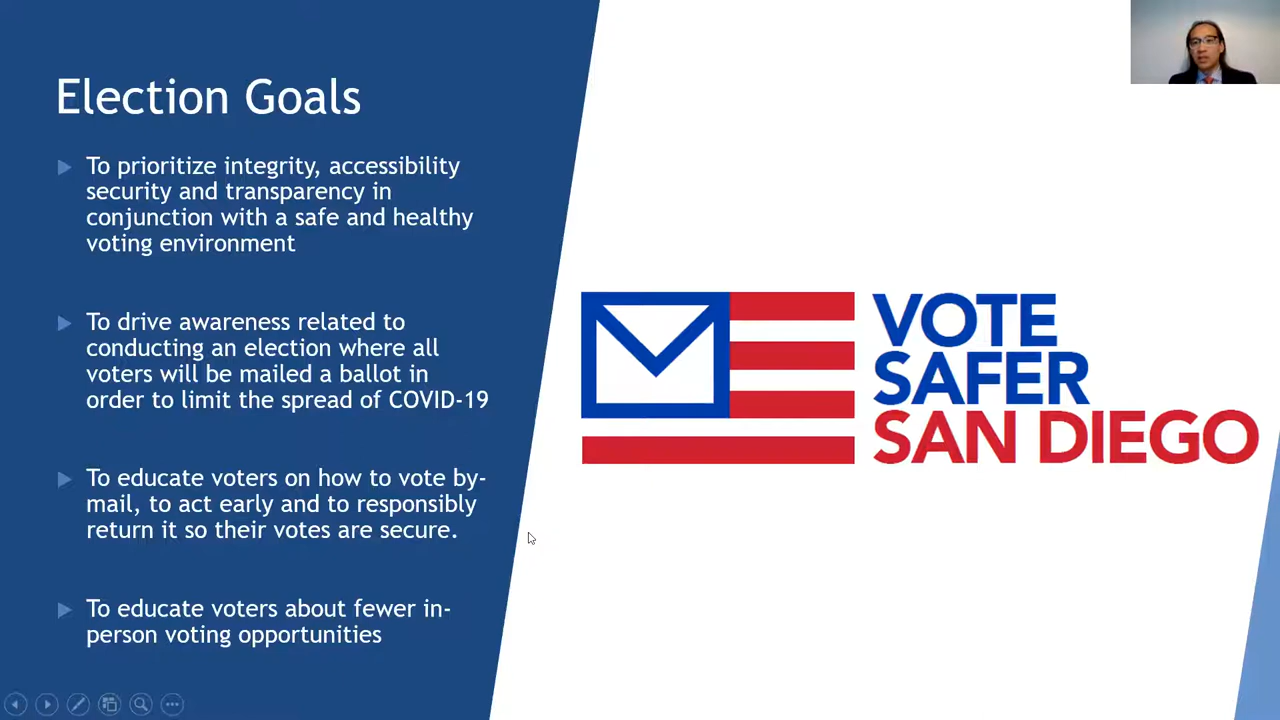 Election Goals
To prioritize integrity, accessibility
security and transparency in
conjunction with a safe and healthy
voting environment
To drive awareness related to
conducting an election where all
voters will be mailed a ballot in
order to limit the spread of COVID-19
To educate voters on how to vote by-
mail, to act early and to responsibly
return it so their votes are secure.
To educate voters about fewer in-
person voting opportunities
VOTE
SAFER
SAN DIEGO